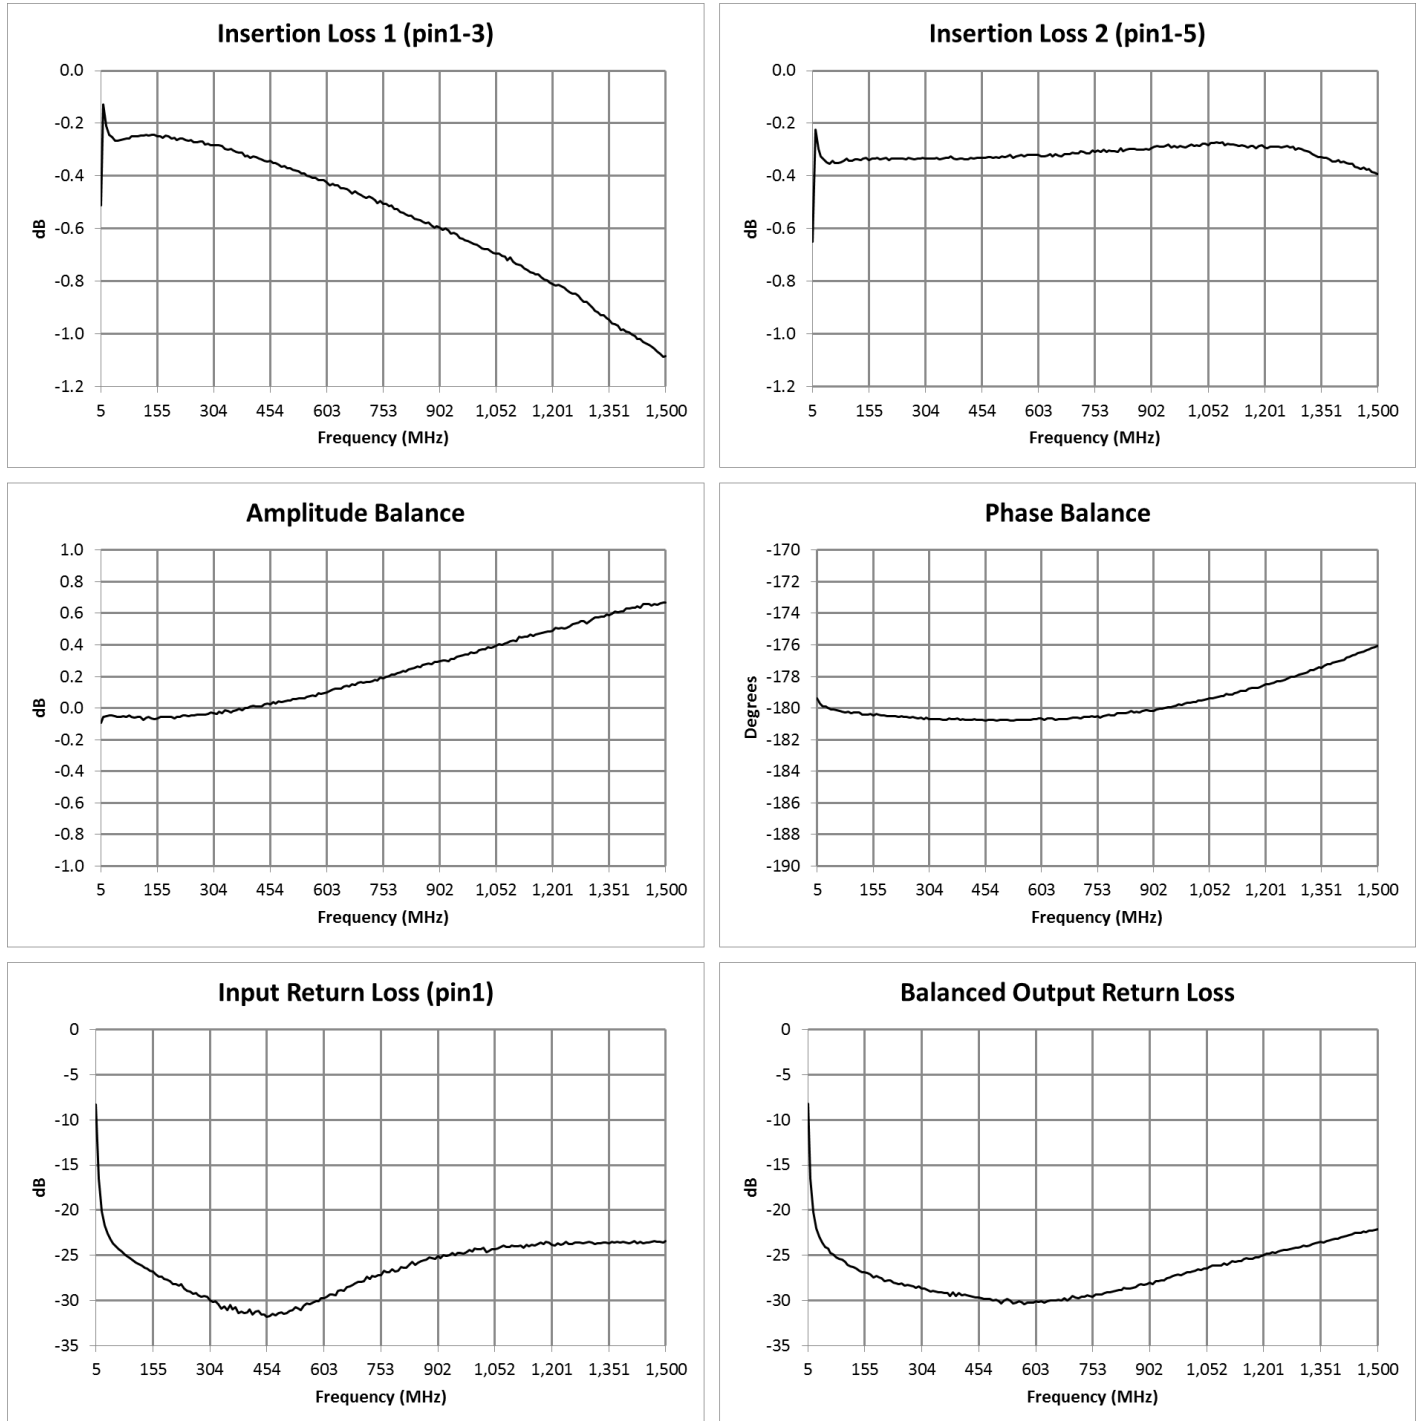 Insertion Loss 1 (pin1-3)
0.0
-0.2
-0.4
-0.6
-0.8
-1.0
-1.2
dB
5 155 304 454 603 753 902 1,052 1,201 1,351 1,500
Frequency (MHz)
Insertion Loss 2 (pin1-5)
0.0
-0.2
-0.4
-0.6
-0.8
-1.0
-1.2
dB
5 155 304 454 603 753 902 1,052 1,201 1,351 1,500
Frequency (MHz)
Amplitude Balance
1.0
0.8
0.6
0.4
0.2
0.0
-0.2
-0.4
-0.6
-0.8
-1.0
dB
5 155 304 454 603 753 902 1,052 1,201 1,351 1,500
Frequency (MHz)
Phase Balance
-170
-172
-174
-176
-178
-180
-182
-184
-186
-188
-190
Degrees
5 155 304 454 603 753 902 1,052 1,201 1,351 1,500
Frequency (MHz)
Input Return Loss (pin1)
0
-5
-10
-15
-20
-25
-30
-35
dB
5 155 304 454 603 753 902 1,052 1,201 1,351 1,500
Frequency (MHz)
Balanced Output Return Loss
0
-5
-10
-15
-20
-25
-30
-35
dB
5 155 304 454 603 753 902 1,052 1,201 1,351 1,500
Frequency (MHz)